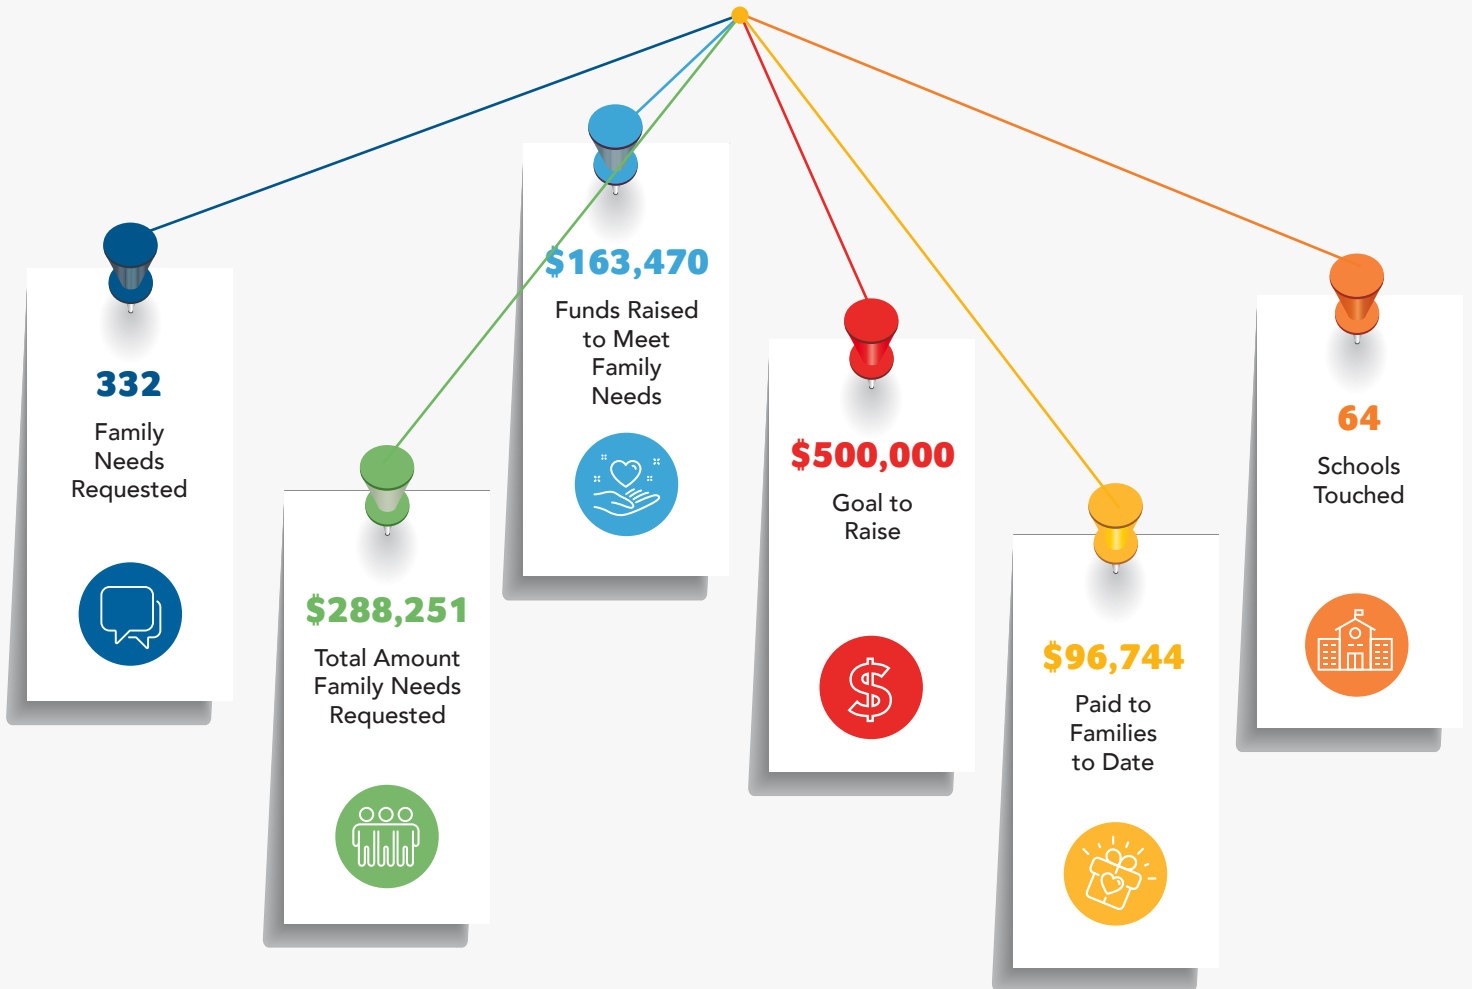 332
Family
Needs
Requested
$288,251
Total Amount
Family Needs
Requested
$163,470
Funds Raised
to Meet
Family
Needs
$500,000
Goal to
Raise
$96,744
Paid to
Families
to Date
64
Schools
Touched